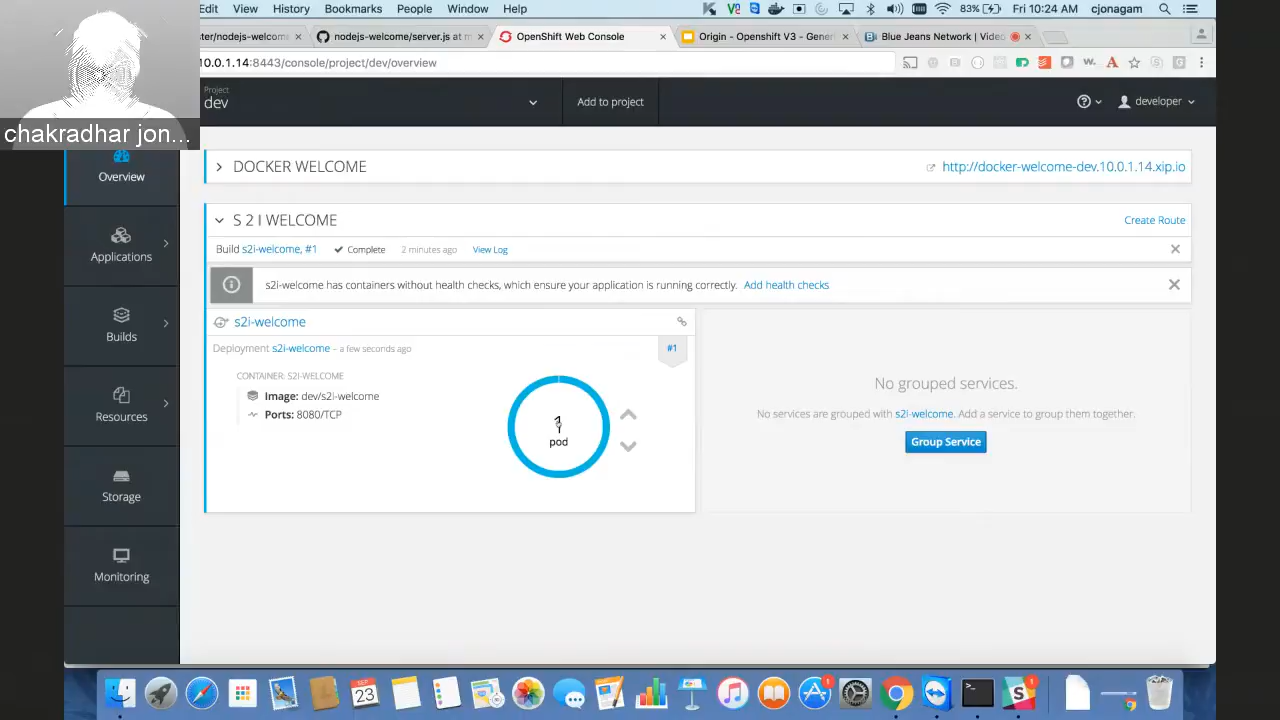 Edit View History Bookmarks People Window Help 83% Fri 10:24 AM cjonagam
ster/nodejs-welcome nodejs-welcome/server.js at m OpenShift Web Console Origin - Openshift V3 - Gener Blue Jeans Network | Video
10.0.1.14:8443/console/project/dev/overview
Project
dev
Add to project
developer
chakradhar jon...
Overview
Applications
Builds
Resources
Storage
Monitoring
DOCKER WELCOME
http://docker-welcome-dev.10.0.1.14.xip.io
S 2 I WELCOME
Create Route
Build s2i-welcome, #1 Complete 2 minutes ago View Log
s2i-welcome has containers without health checks, which ensure your application is running correctly. Add health checks
s2i-welcome
Deployment s2i-welcome – a few seconds ago
#1
CONTAINER: S2I-WELCOME
Image: dev/s2i-welcome
Ports: 8080/TCP
1
pod
No grouped services.
No services are grouped with s2i-welcome. Add a service to group them together.
Group Service
SEP
23
1
1